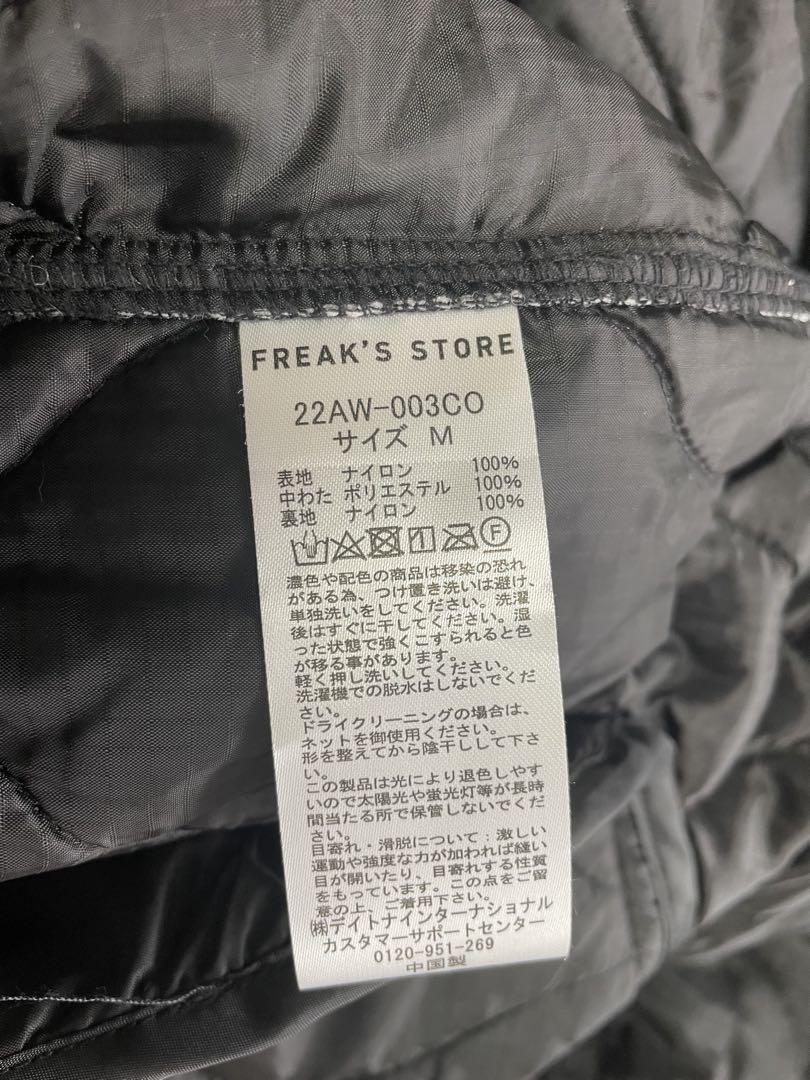 FREAK'S STORE
22AW-003CO
サイズ M
表地 ナイロン 100%
中わた ポリエステル 100%
裏地 ナイロン 100%
F
濃色や配色の商品は移染の恐れ
がある為、つけ置き洗いは避け、
単独洗いをしてください。洗濯
後はすぐに干してください。湿
った状態で強くこすられると色
が移る事があります。
軽く押し洗いしてください。
洗濯機での脱水はしないでくだ
さい。
ドライクリーニングの場合は、
ネットを御使用ください。
形を整えてから陰干しして下さ
い。
この製品は光により退色しやす
いので太陽光や蛍光灯等が長時
間当たる所で保管しないでくだ
さい。
目寄れ・滑脱について：激しい
運動や強度な力が加われば縫い
目が開いたり、目寄れする性質
をもっています。この点をご留
意の上、ご着用下さい。
㈱デイトナインターナショナル
カスタマーサポートセンター
0120-951-269
中国製